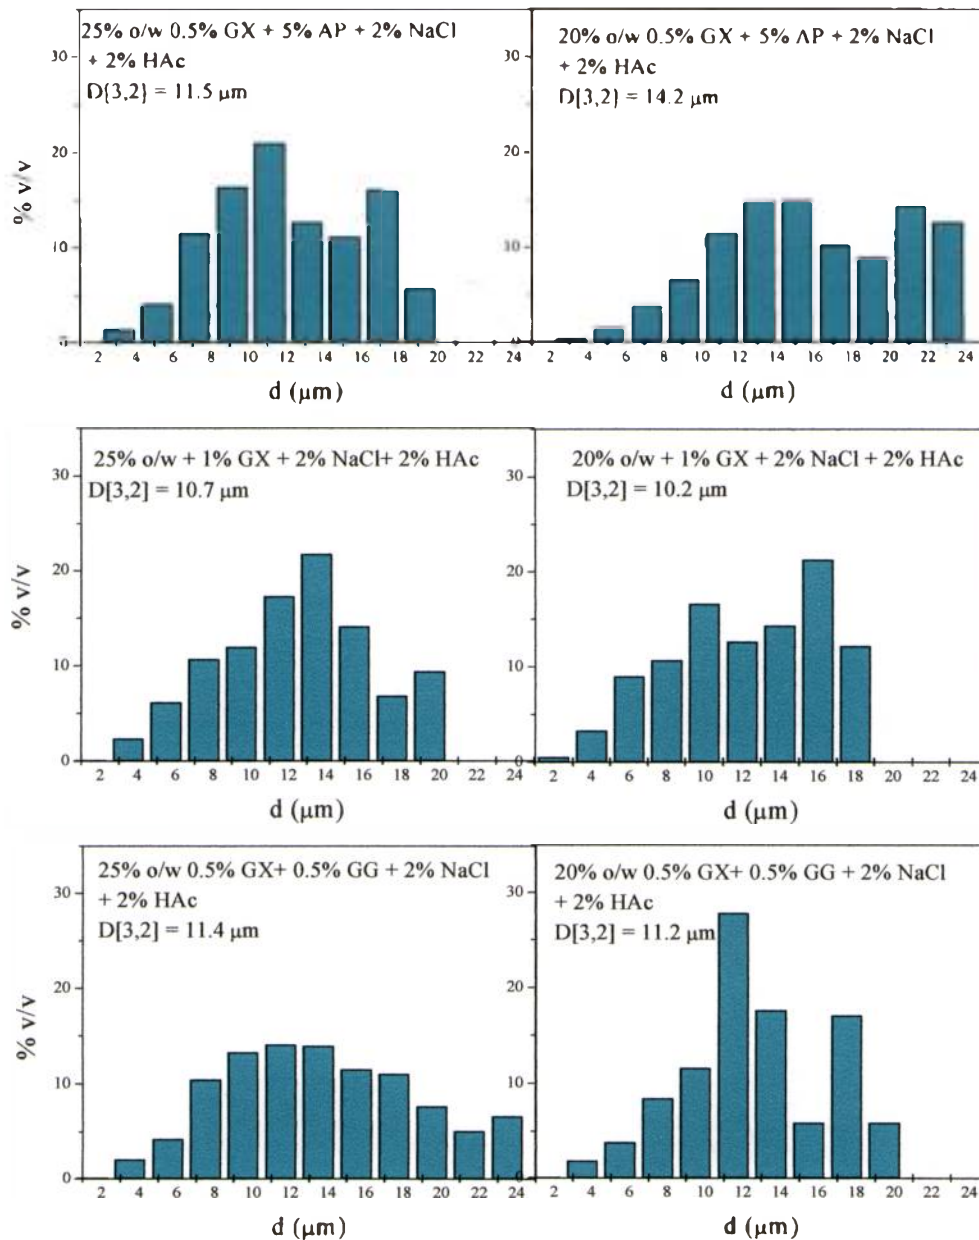 25% o/w 0.5% GX + 5% AP + 2% NaCl
+ 2% HAc
D{3,2} = 11.5 μm
30
20
10
% v/v
2 4 6 8 10 12 14 16 18 20 22 24
d (μm)
20% o/w 0.5% GX + 5% AP + 2% NaCl
+ 2% HAc
D[3,2] = 14.2 μm
30
20
10
2 4 6 8 10 12 14 16 18 20 22 24
d (μm)
25% o/w + 1% GX + 2% NaCl+ 2% HAc
D[3,2] = 10.7 μm
30
20
10
0
% v/v
2 4 6 8 10 12 14 16 18 20 22 24
d (μm)
20% o/w + 1% GX + 2% NaCl + 2% HAc
D[3,2] = 10.2 μm
30
20
10
0
2 4 6 8 10 12 14 16 18 20 22 24
d (μm)
25% o/w 0.5% GX+ 0.5% GG + 2% NaCl
+ 2% HAc
D[3,2] = 11.4 μm
30
20
10
0
% v/v
2 4 6 8 10 12 14 16 18 20 22 24
d (μm)
20% o/w 0.5% GX+ 0.5% GG + 2% NaCl
+ 2% HAc
D[3,2] = 11.2 μm
30
20
10
0
2 4 6 8 10 12 14 16 18 20 22 24
d (μm)